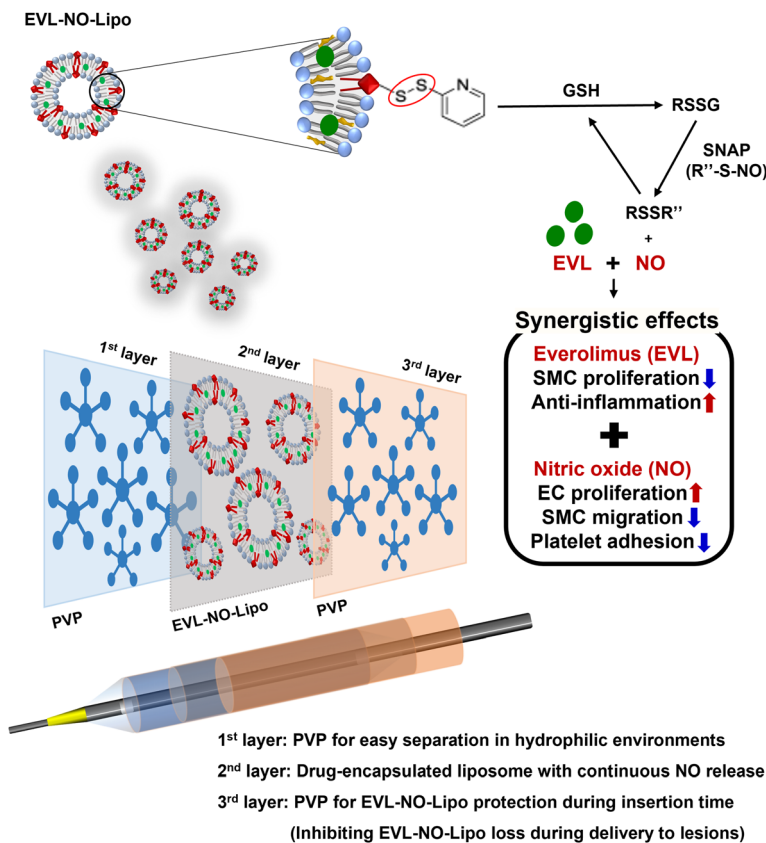 EVL-NO-Lipo
S
S
N
GSH
RSSG
SNAP
(R''-S-NO)
RSSR''
+
EVL + NO
Synergistic effects
Everolimus (EVL)
SMC proliferation
Anti-inflammation
+
Nitric oxide (NO)
EC proliferation
SMC migration
Platelet adhesion
1st layer
2nd layer
3rd layer
PVP
EVL-NO-Lipo
PVP
1st layer: PVP for easy separation in hydrophilic environments
2nd layer: Drug-encapsulated liposome with continuous NO release
3rd layer: PVP for EVL-NO-Lipo protection during insertion time
(Inhibiting EVL-NO-Lipo loss during delivery to lesions)